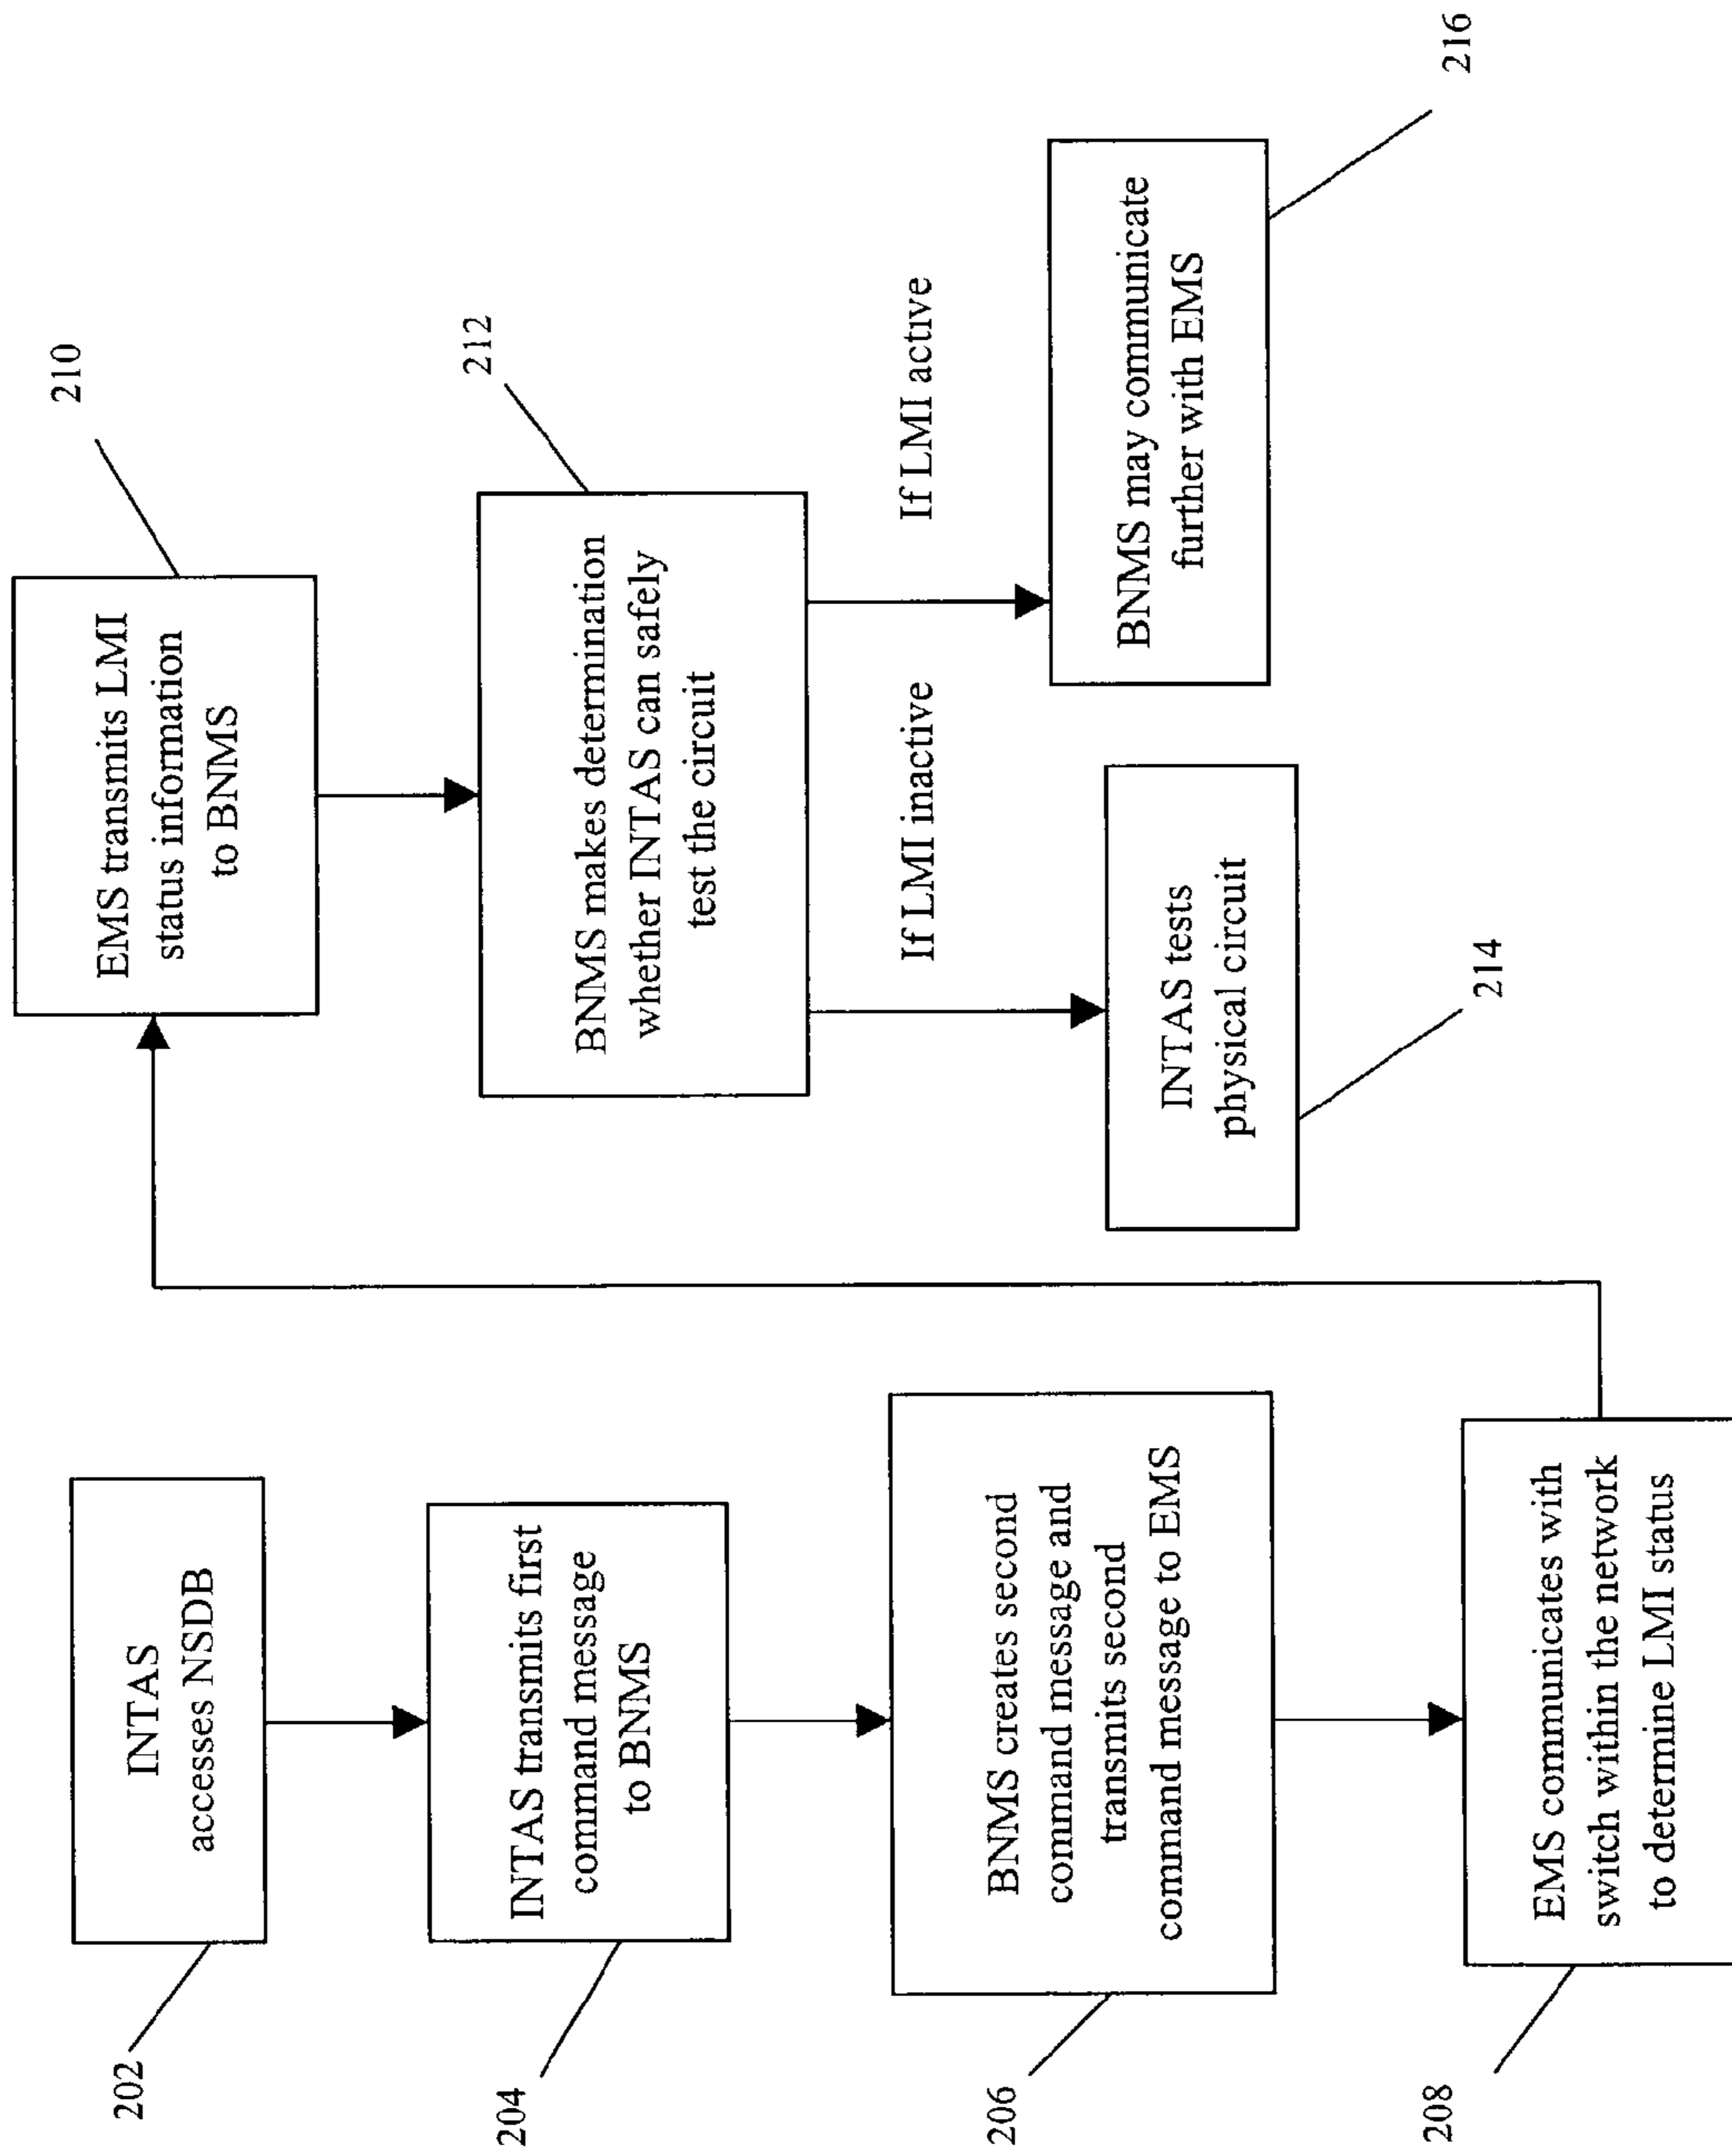 202
INTAS
accesses NSDB
204
INTAS transmits first
command message
to BNMS
206
BNMS creates second
command message and
transmits second
command message to EMS
208
EMS communicates with
switch within the network
to determine LMI status
210
EMS transmits LMI
status information
to BNMS
212
BNMS makes determination
whether INTAS can safely
test the circuit
If LMI inactive
If LMI active
INTAS tests
physical circuit
214
BNMS may communicate
further with EMS
216